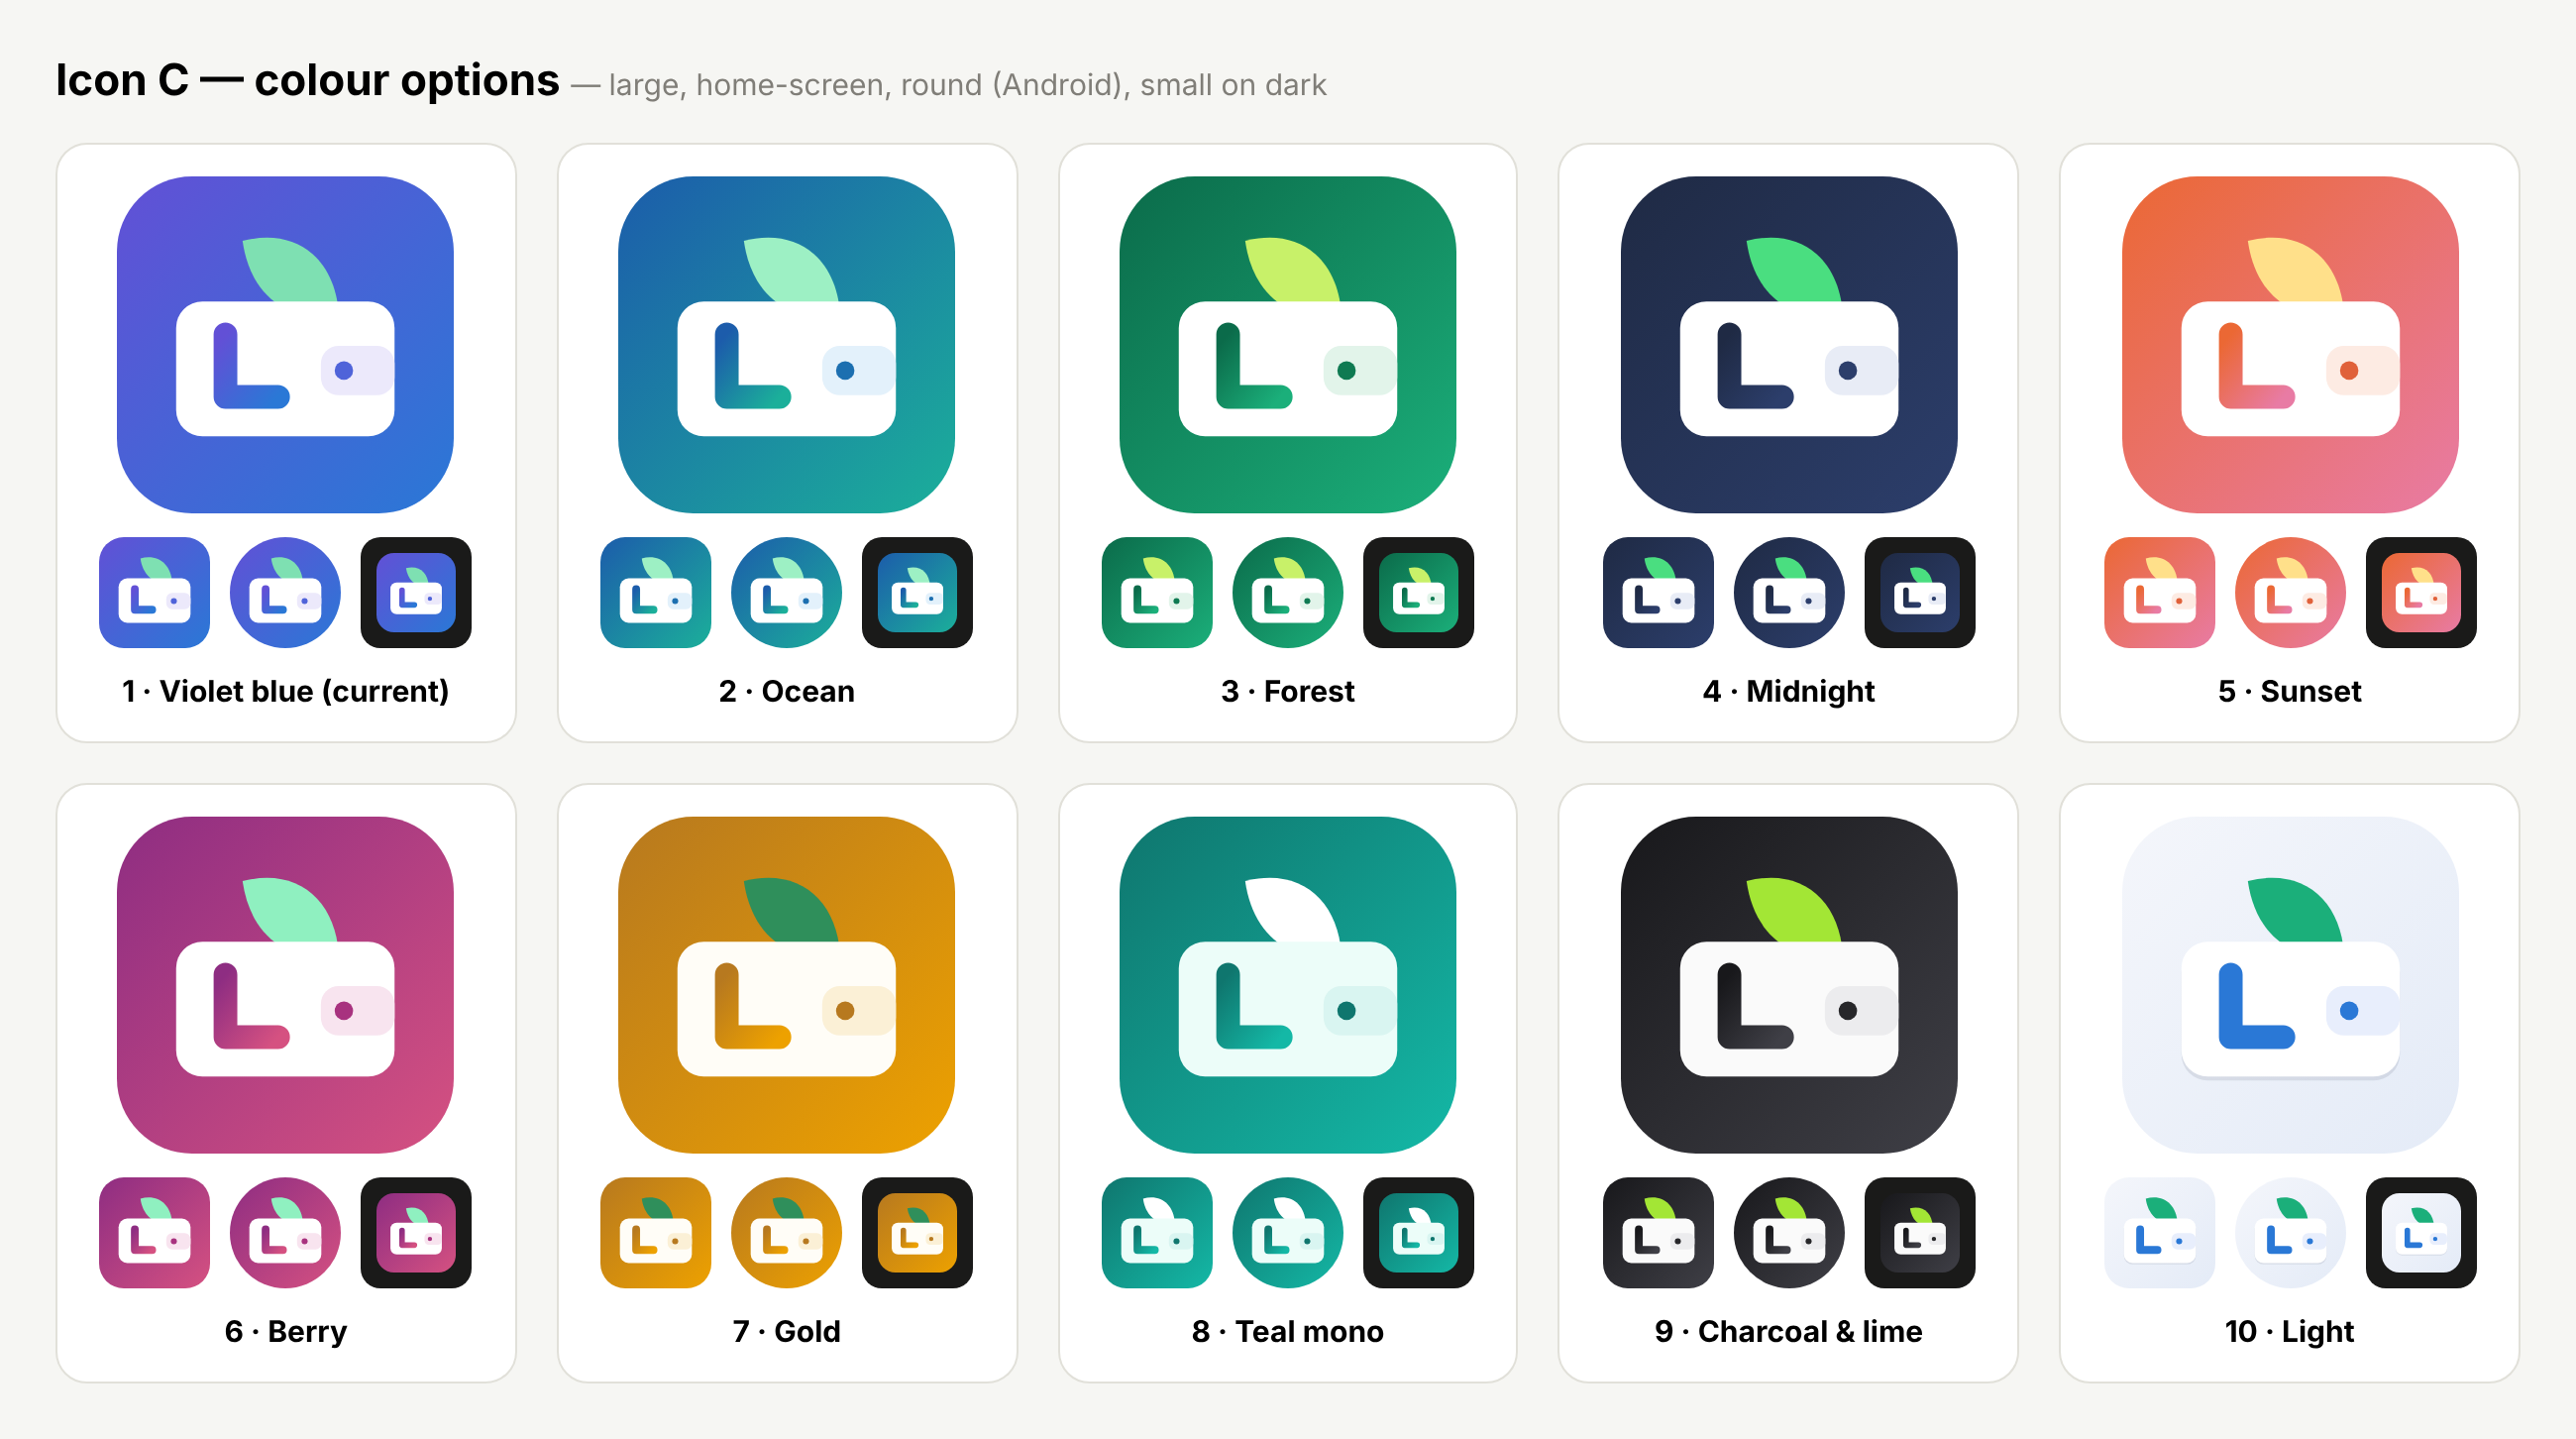 Icon C — colour options — large, home-screen, round (Android), small on dark
L
L
L
L
L
1 · Violet blue (current)
2 · Ocean
3 · Forest
4 · Midnight
5 · Sunset
L
L
L
L
L
6 · Berry
7 · Gold
8 · Teal mono
9 · Charcoal & lime
10 · Light